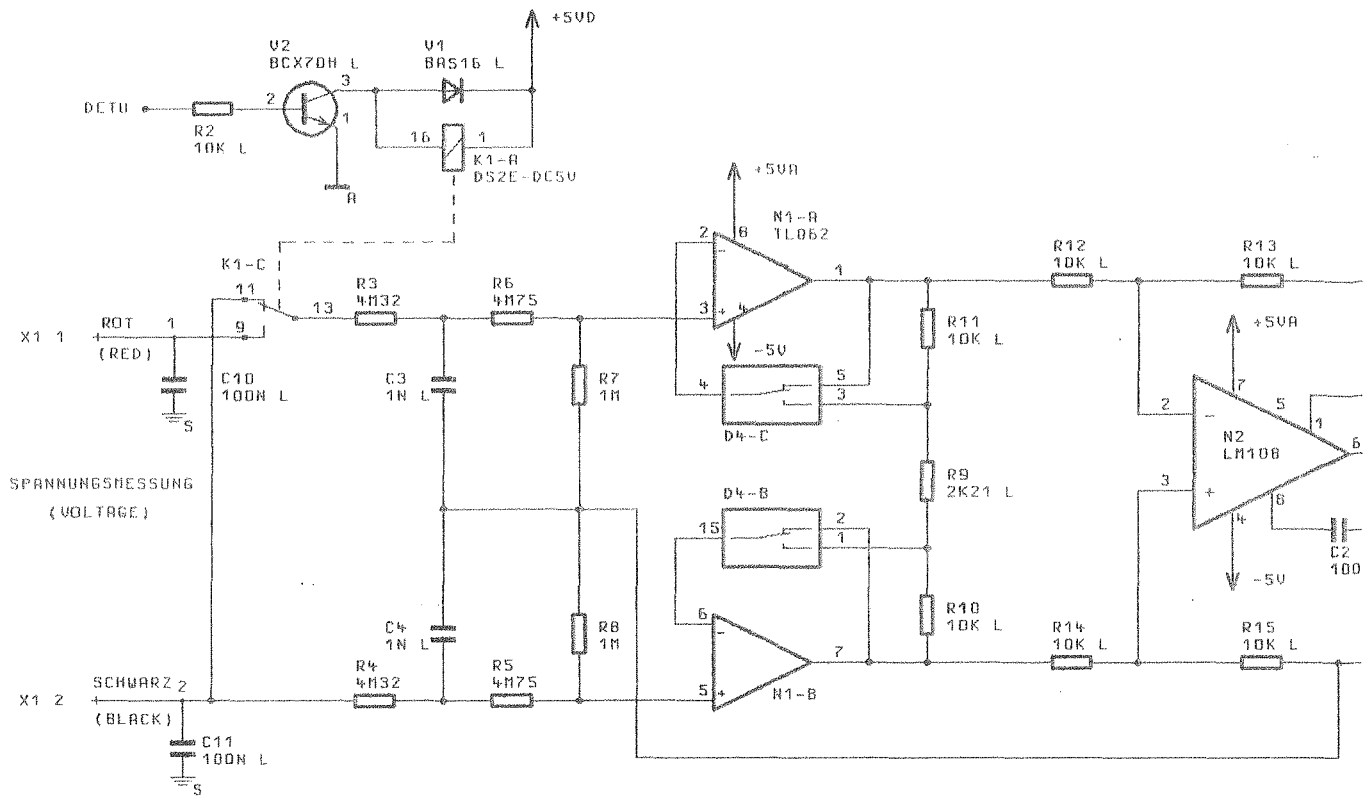 +5VD
V2
BCX70H L
V1
BAS16 L
3
DCTU
2
1
R2
10K L
16
1
K1-A
DS2E-DC5V
A
+5VA
N1-A
TL062
K1-C
11
13
R3
4M32
R6
4M75
2
8
-
1
R12
10K L
R13
10K L
3
+
4
X1 1
ROT
1
9
(RED)
-5V
R11
10K L
+5VA
C10
100N L
S
C3
1N L
R7
1M
4
5
3
D4-C
7
2
-
5
1
N2
LM108
6
SPANNUNGSMESSUNG
(VOLTAGE)
R9
2K21 L
D4-B
3
+
8
4
15
2
1
C2
100
-5V
C4
1N L
R8
1M
6
-
R10
10K L
R14
10K L
R15
10K L
7
X1 2
SCHWARZ 2
(BLACK)
R4
4M32
R5
4M75
5
+
N1-B
C11
100N L
S